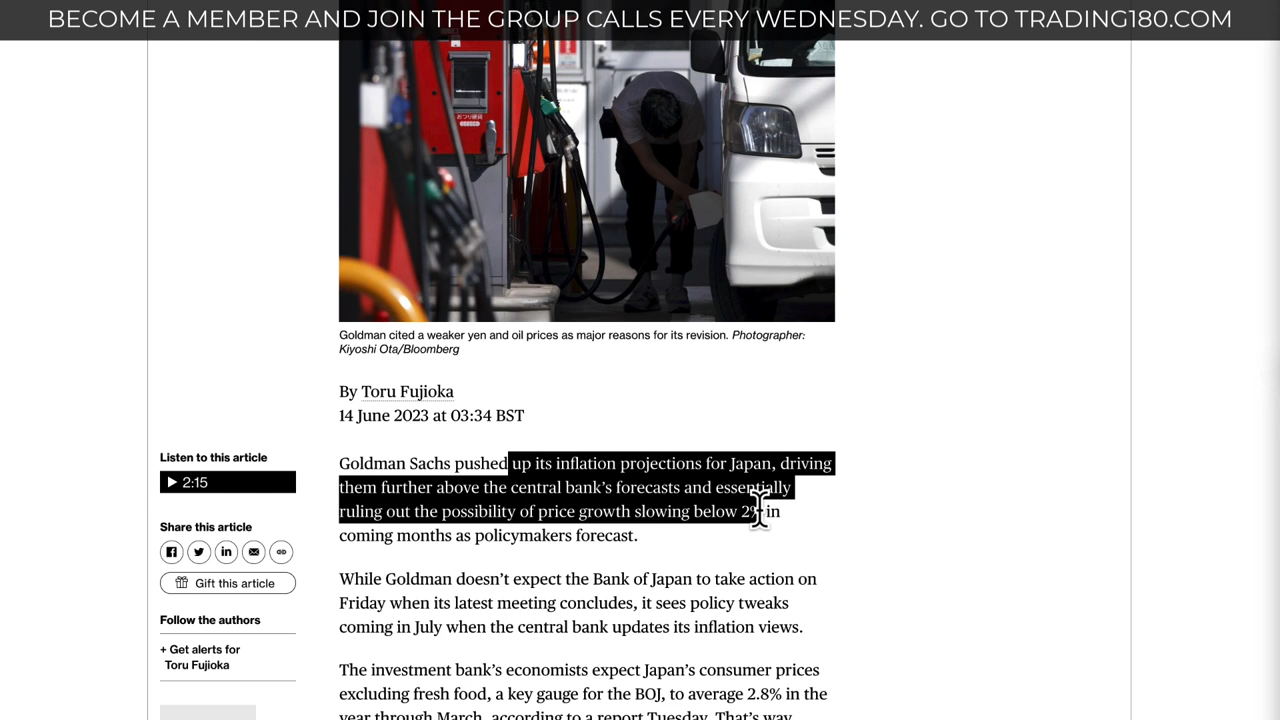 BECOME A MEMBER AND JOIN THE GROUP CALLS EVERY WEDNESDAY. GO TO TRADING180.COM
Goldman cited a weaker yen and oil prices as major reasons for its revision. Photographer:
Kiyoshi Ota/Bloomberg
By Toru Fujioka
14 June 2023 at 03:34 BST
Listen to this article
2:15
Share this article
Gift this article
Follow the authors
+ Get alerts for
Toru Fujioka
Goldman Sachs pushed up its inflation projections for Japan, driving
them further above the central bank’s forecasts and essentially
ruling out the possibility of price growth slowing below 2% in
coming months as policymakers forecast.
While Goldman doesn’t expect the Bank of Japan to take action on
Friday when its latest meeting concludes, it sees policy tweaks
coming in July when the central bank updates its inflation views.
The investment bank’s economists expect Japan’s consumer prices
excluding fresh food, a key gauge for the BOJ, to average 2.8% in the
year through March, according to a report Tuesday. That’s way